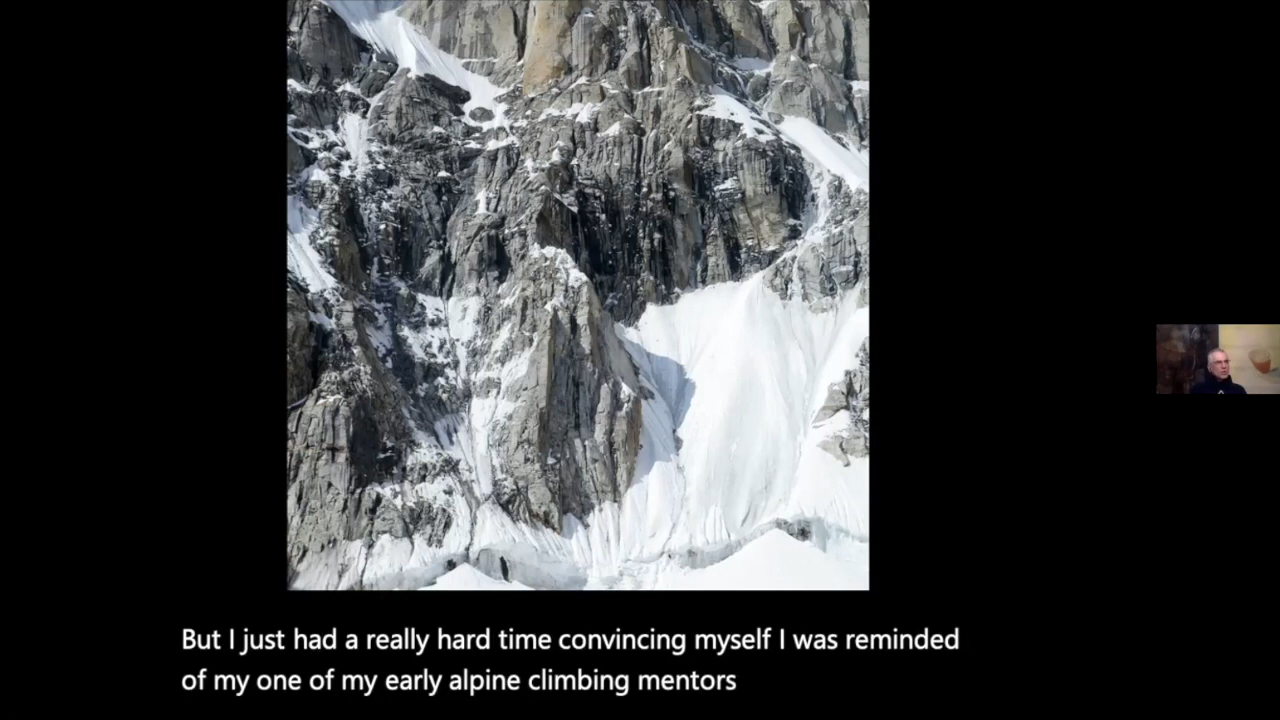 But I just had a really hard time convincing myself I was reminded
of my one of my early alpine climbing mentors